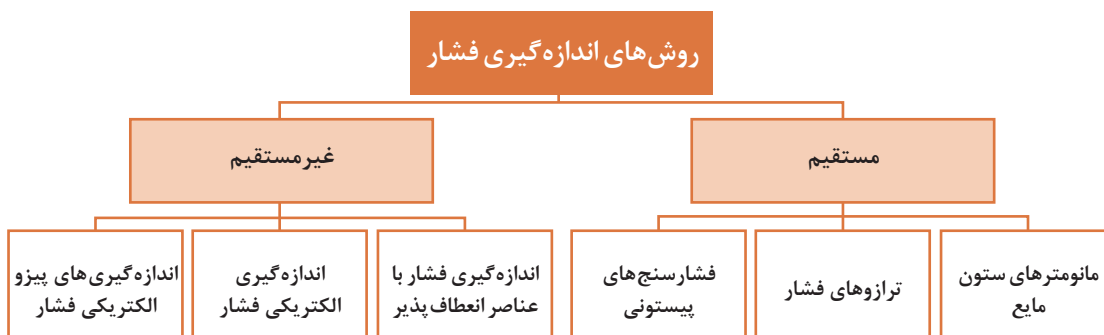 روش‌های اندازه‌گیری فشار
مستقیم
غیرمستقیم
مانومترهای ستون
مایع
ترازوهای فشار
فشارسنج‌های
پیستونی
اندازه‌گیری فشار با
عناصر انعطاف‌پذیر
اندازه‌گیری
الکتریکی فشار
اندازه‌گیری‌های پیزو
الکتریکی فشار